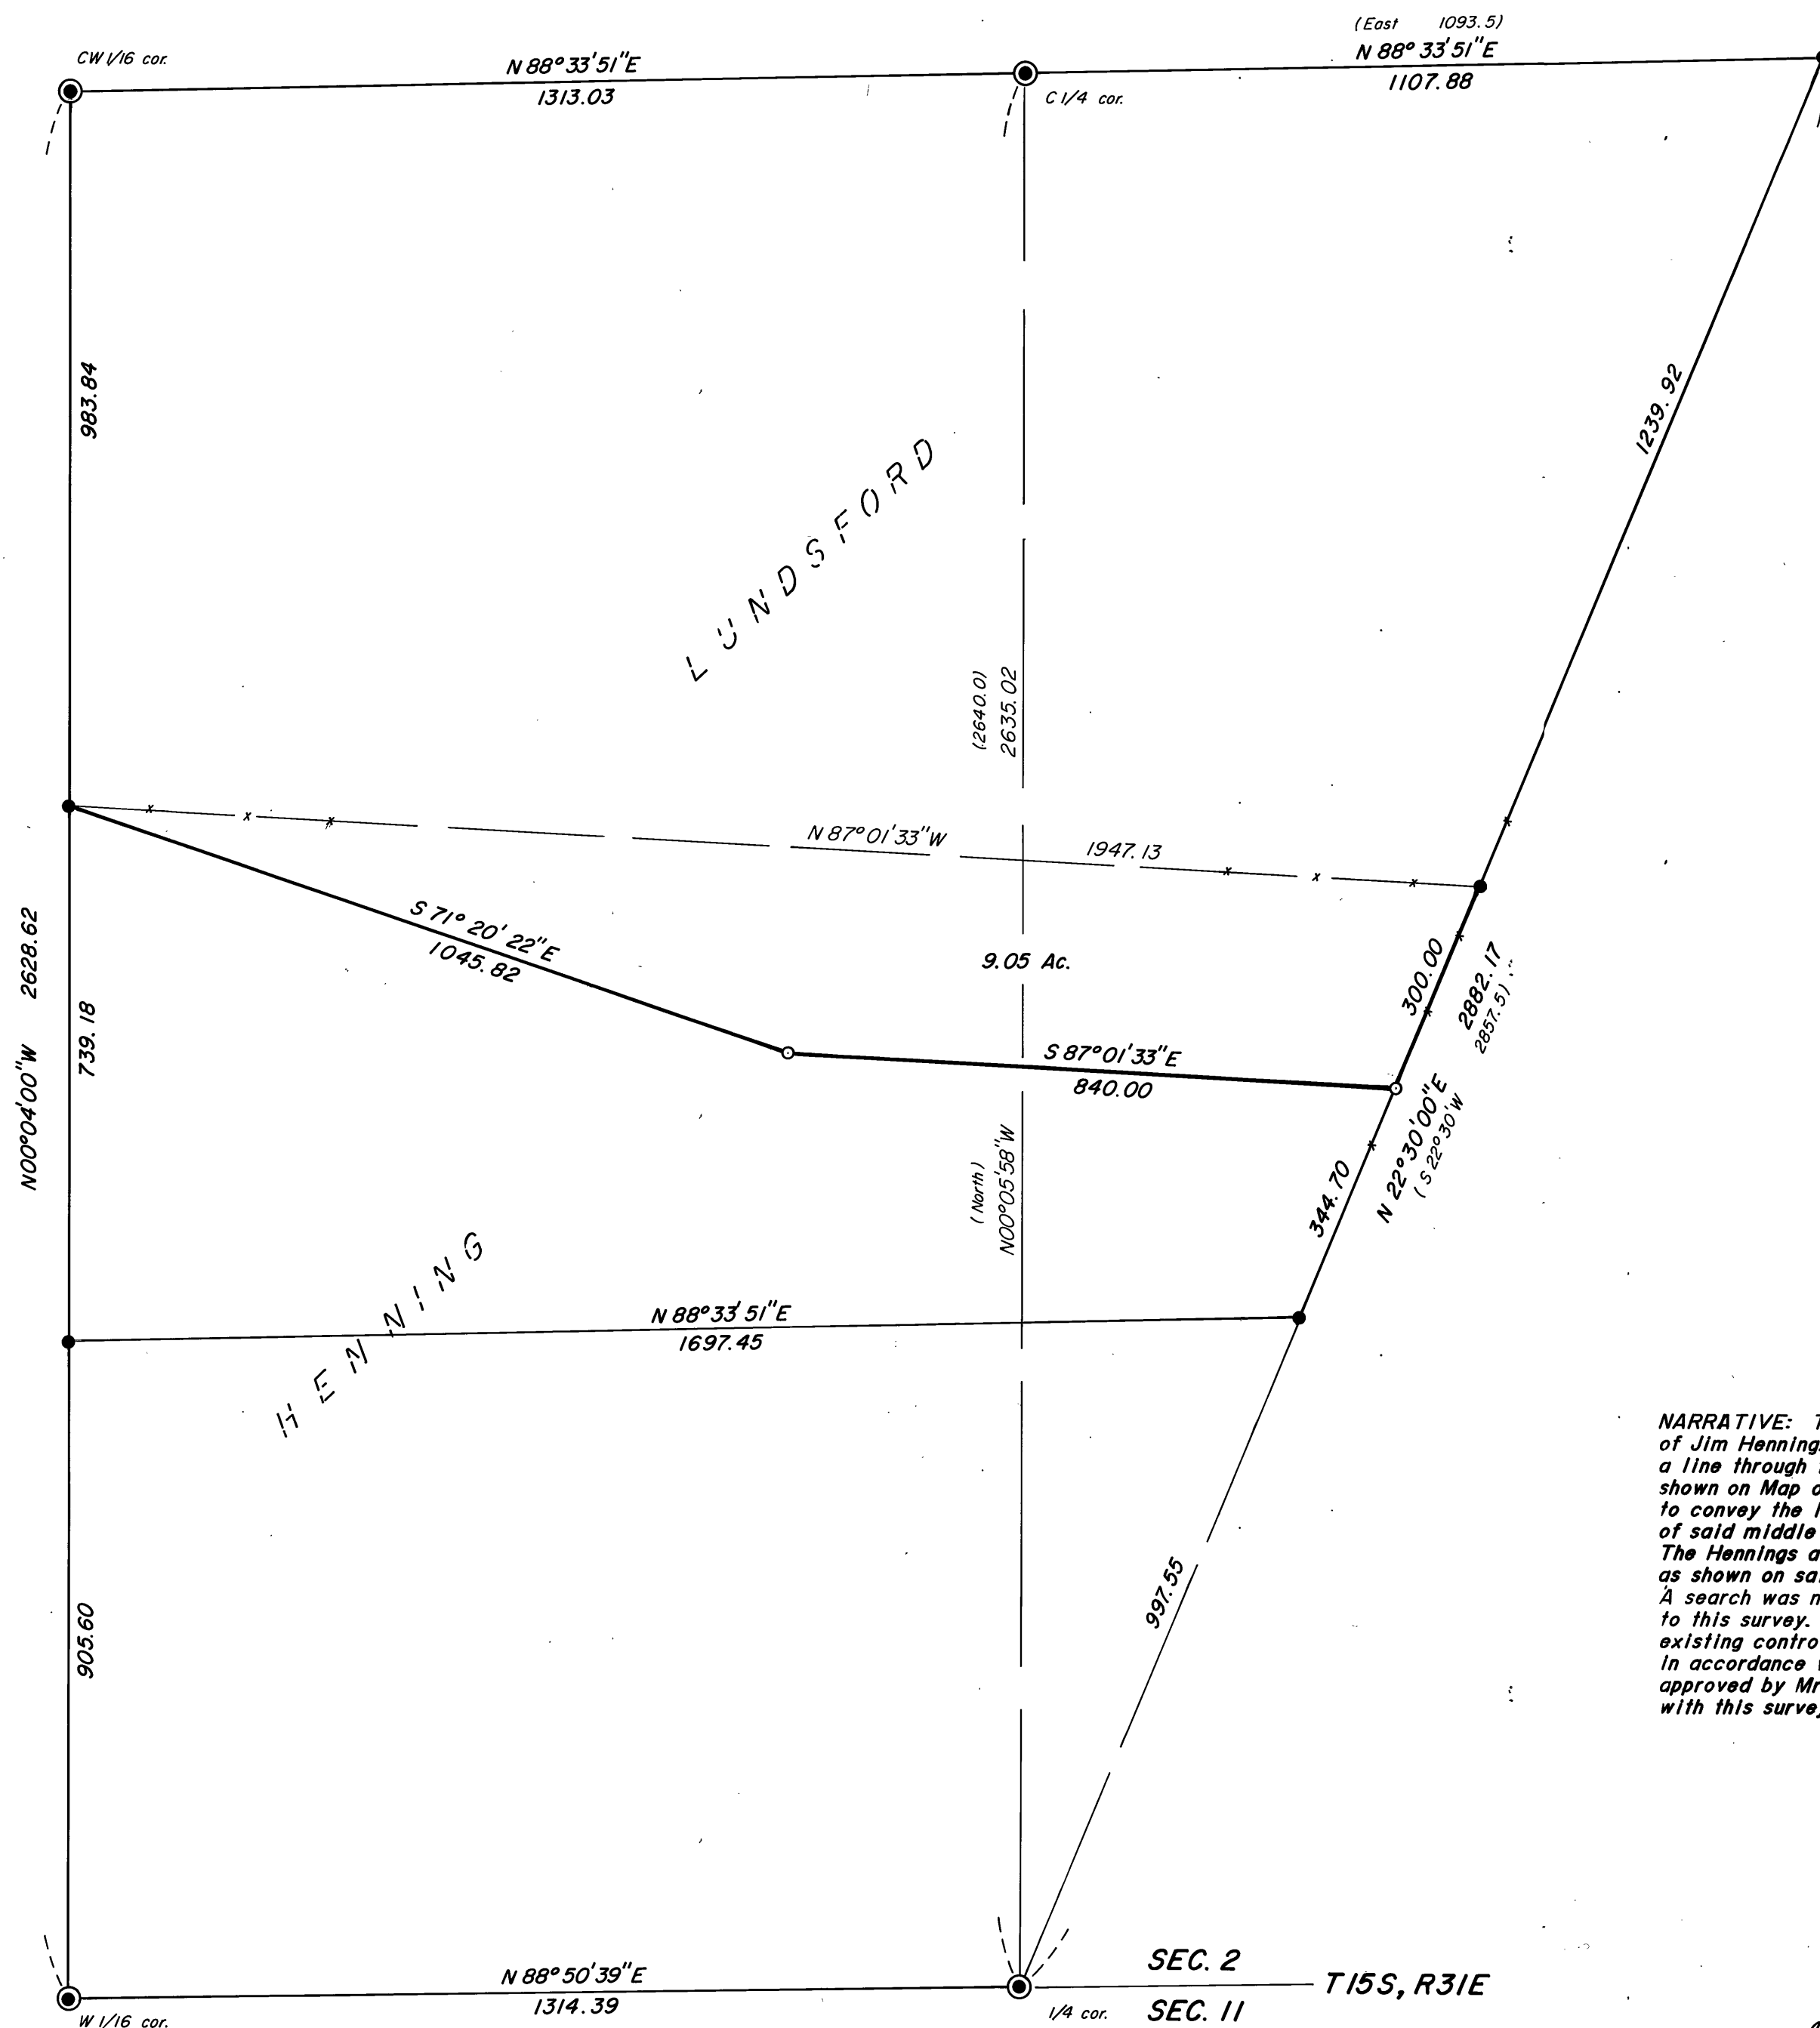 (East 1093.5)
CW 1/16 cor.
N 88° 33' 51" E
N 88° 33' 51" E
1313.03
C 1/4 cor.
1107.88
983.84
1239.92
LUNDSFORD
(2640.0)
2635.02
N 87° 01' 33" W
1947.13
S 71° 20' 22" E
1045.82
N00°04'00"W 2628.62
9.05 Ac.
300.00
2882.17
2857.5)
739.18
S 87° 01' 33" E
840.00
N 22° 30' 00" E
( S 22° 30' W
344.70
(North)
N00°05'58"W
HENNING
N 88° 33' 51" E
1697.45
NARRATIVE:
of Jim Henning
a line through
shown on Map
to convey the
of said middle
The Hennings
as shown on
A search was
to this survey.
existing
in accordance
approved by Mr
with this
997.55
905.60
N 88° 50' 39" E
1314.39
W 1/16 cor.
1/4 cor.
SEC. 2
T15S, R31E
SEC. 11